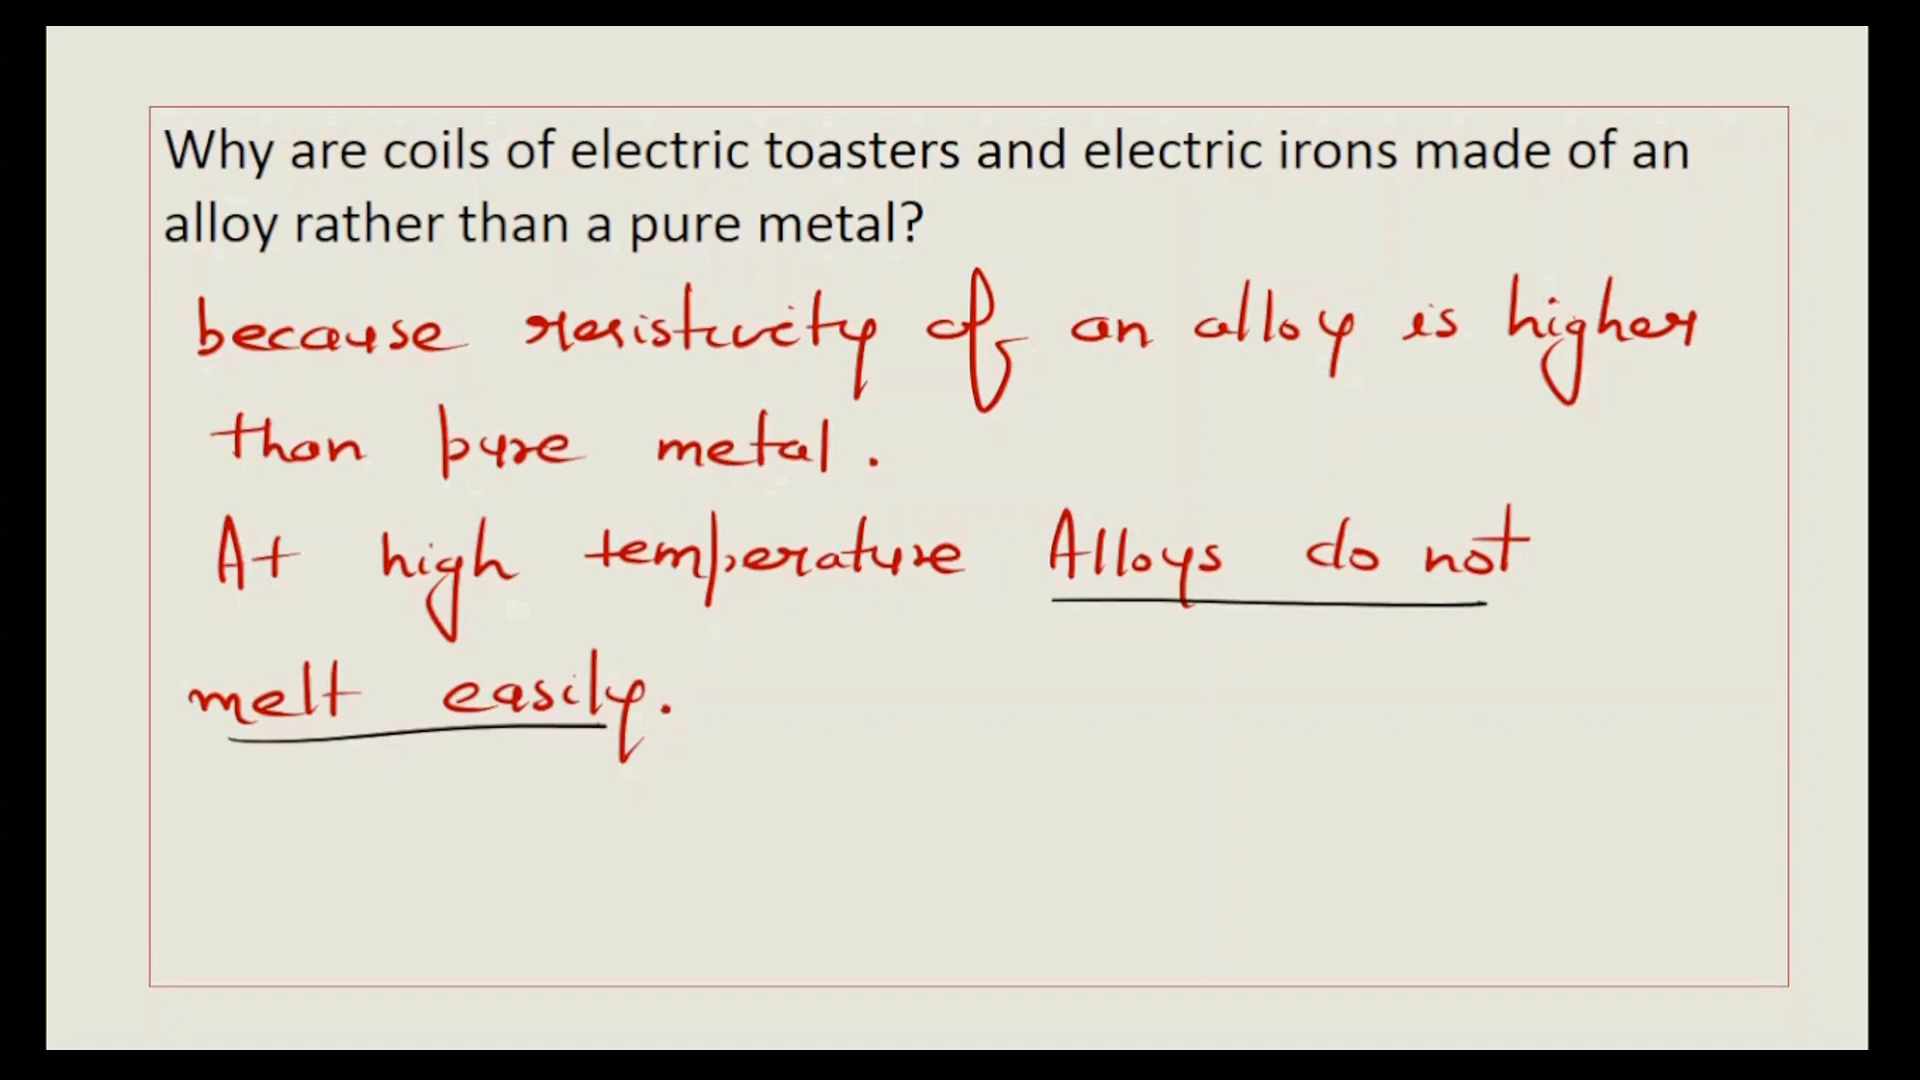 Why are coils of electric toasters and electric irons made of an
alloy rather than a pure metal?
because resistivity of an alloy is higher
than pure metal.
At high temperature Alloys do not
melt easily.